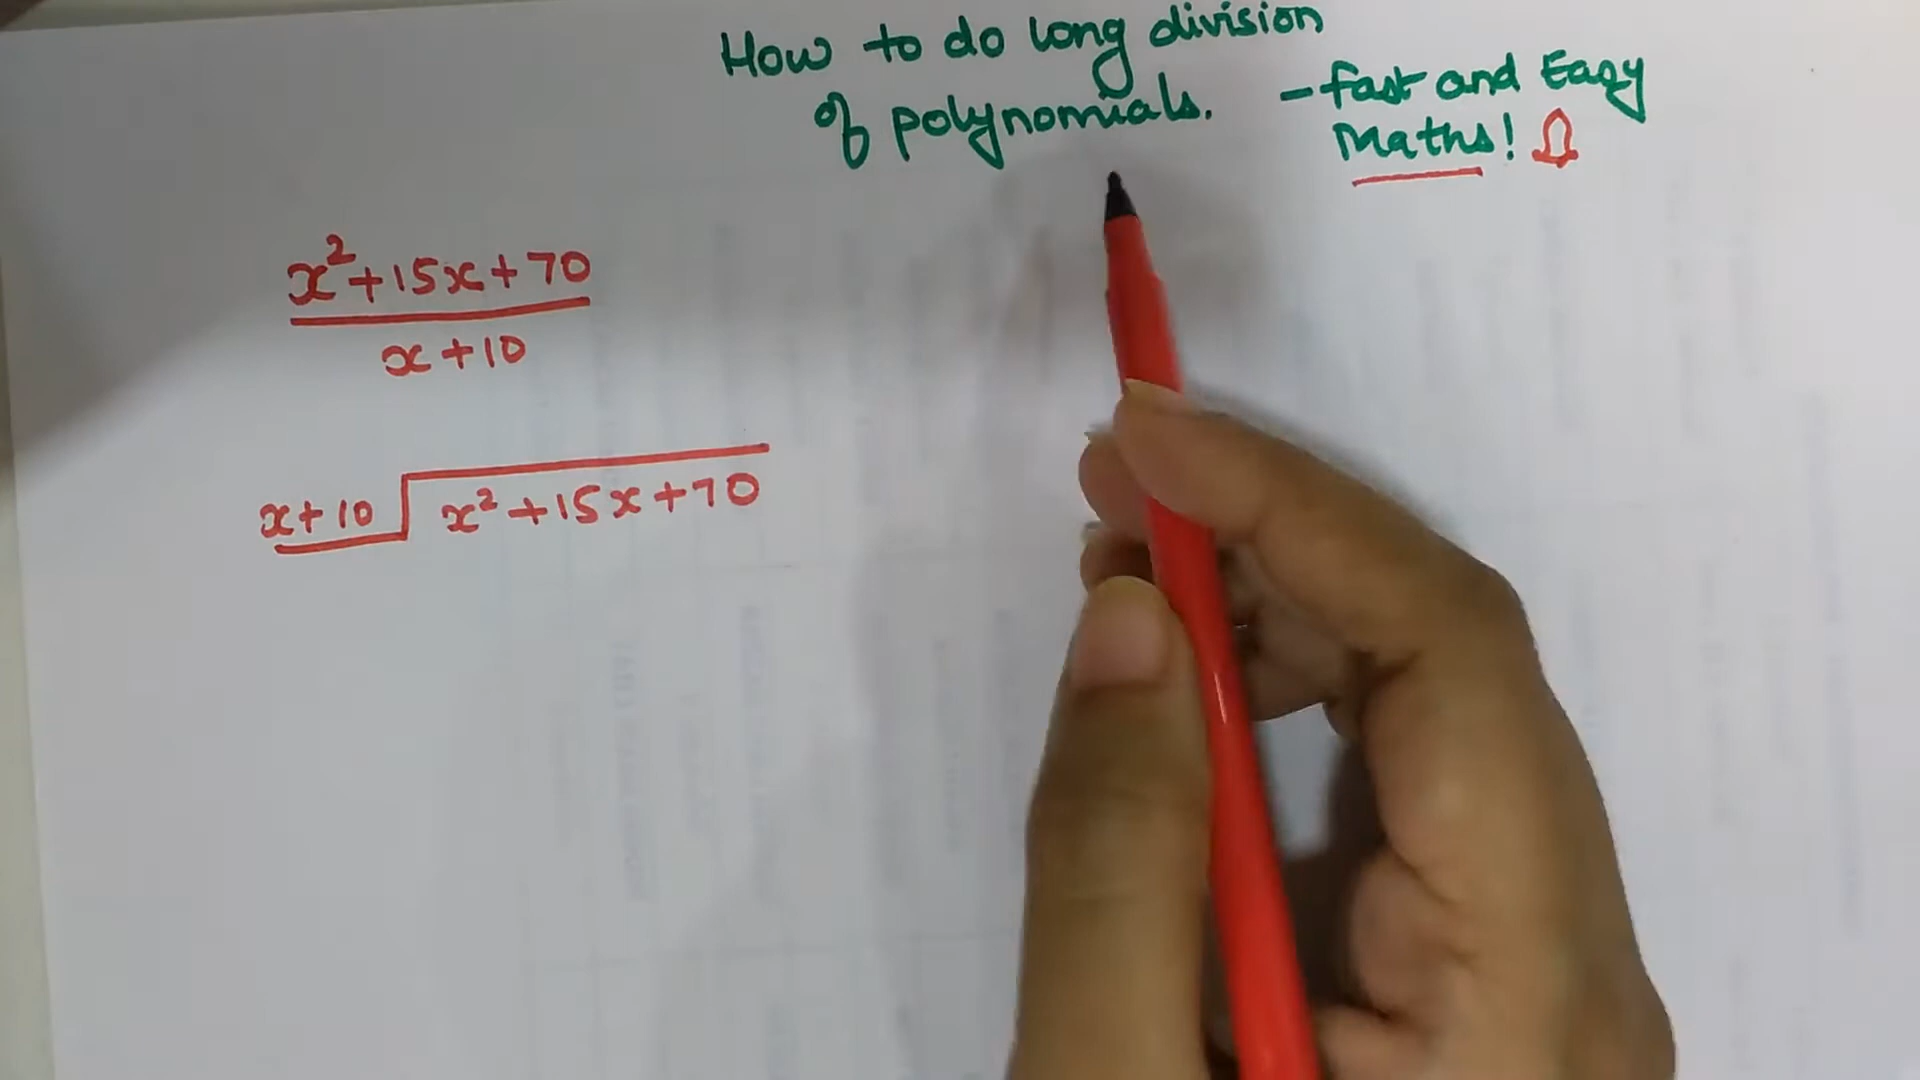 How to do long division
of polynomials.
- fast and Easy
Maths!
x²+15x+70
x+10
x+10 x²+15x+70